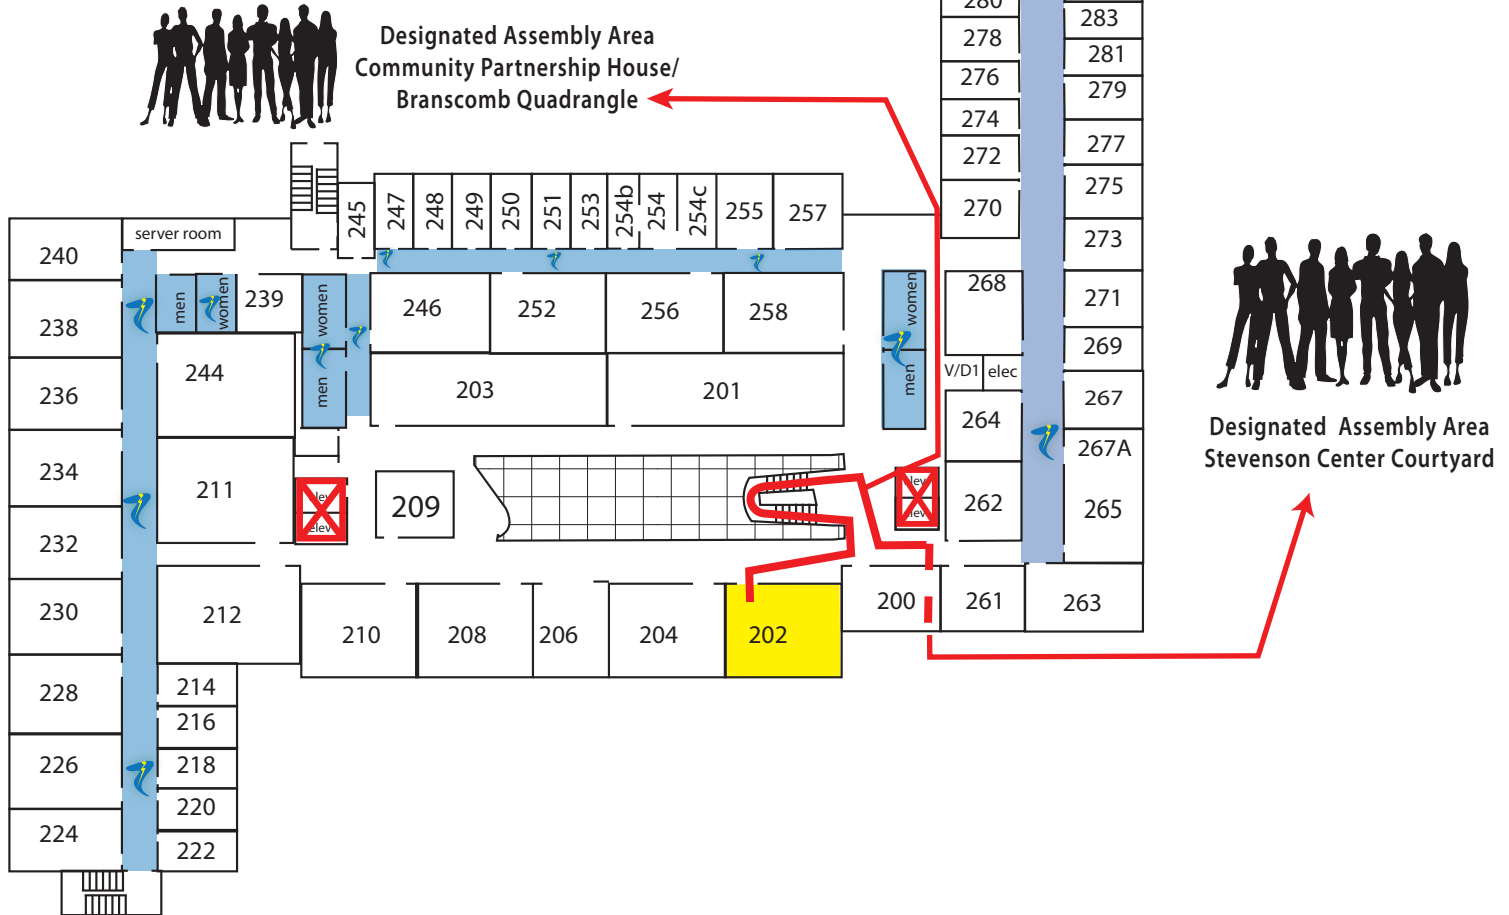 280
283
Designated Assembly Area
Community Partnership House/
Branscomb Quadrangle
278
281
276
279
274
277
272
275
270
273
245
247
248
249
250
251
253
254b
254
254c
255
257
server room
240
238
men
women
239
women
men
246
252
256
258
women
men
268
271
269
V/D1
elec
244
236
203
201
264
267
267A
Designated Assembly Area
Stevenson Center Courtyard
234
211
elev
elev
209
elev
elev
262
265
232
230
212
210
208
206
204
202
200
261
263
228
214
216
226
218
220
224
222